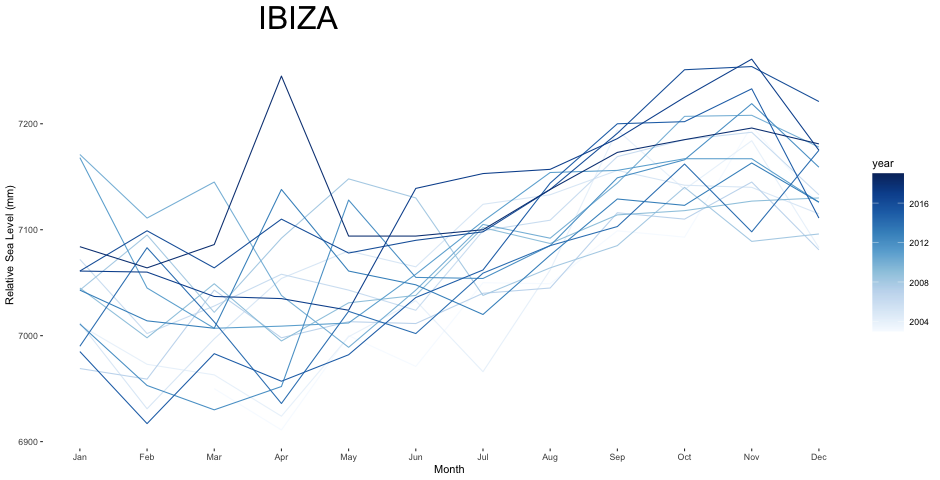 IBIZA
Relative Sea Level (mm)
7200
7100
7000
6900
Jan Feb Mar Apr May Jun Jul Aug Sep Oct Nov Dec
Month
year
2016
2012
2008
2004